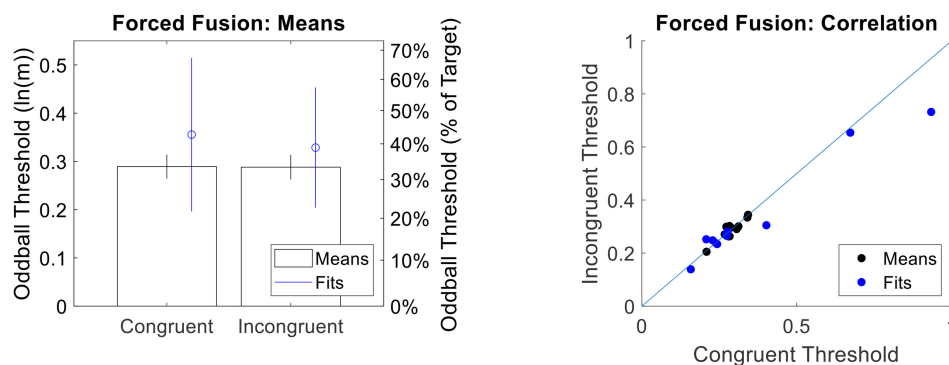 Forced Fusion: Means
Oddball Threshold (ln(m))
0.5
0.4
0.3
0.2
0.1
0
70%
60%
50%
40%
30%
20%
10%
0%
Oddball Threshold (% of Target)
Means
Fits
Congruent
Incongruent
Forced Fusion: Correlation
Incongruent Threshold
1
0.8
0.6
0.4
0.2
0
Means
Fits
0
0.5
Congruent Threshold